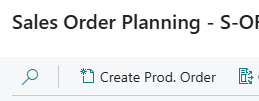 Sales Order Planning - S-OR
Create Prod. Order